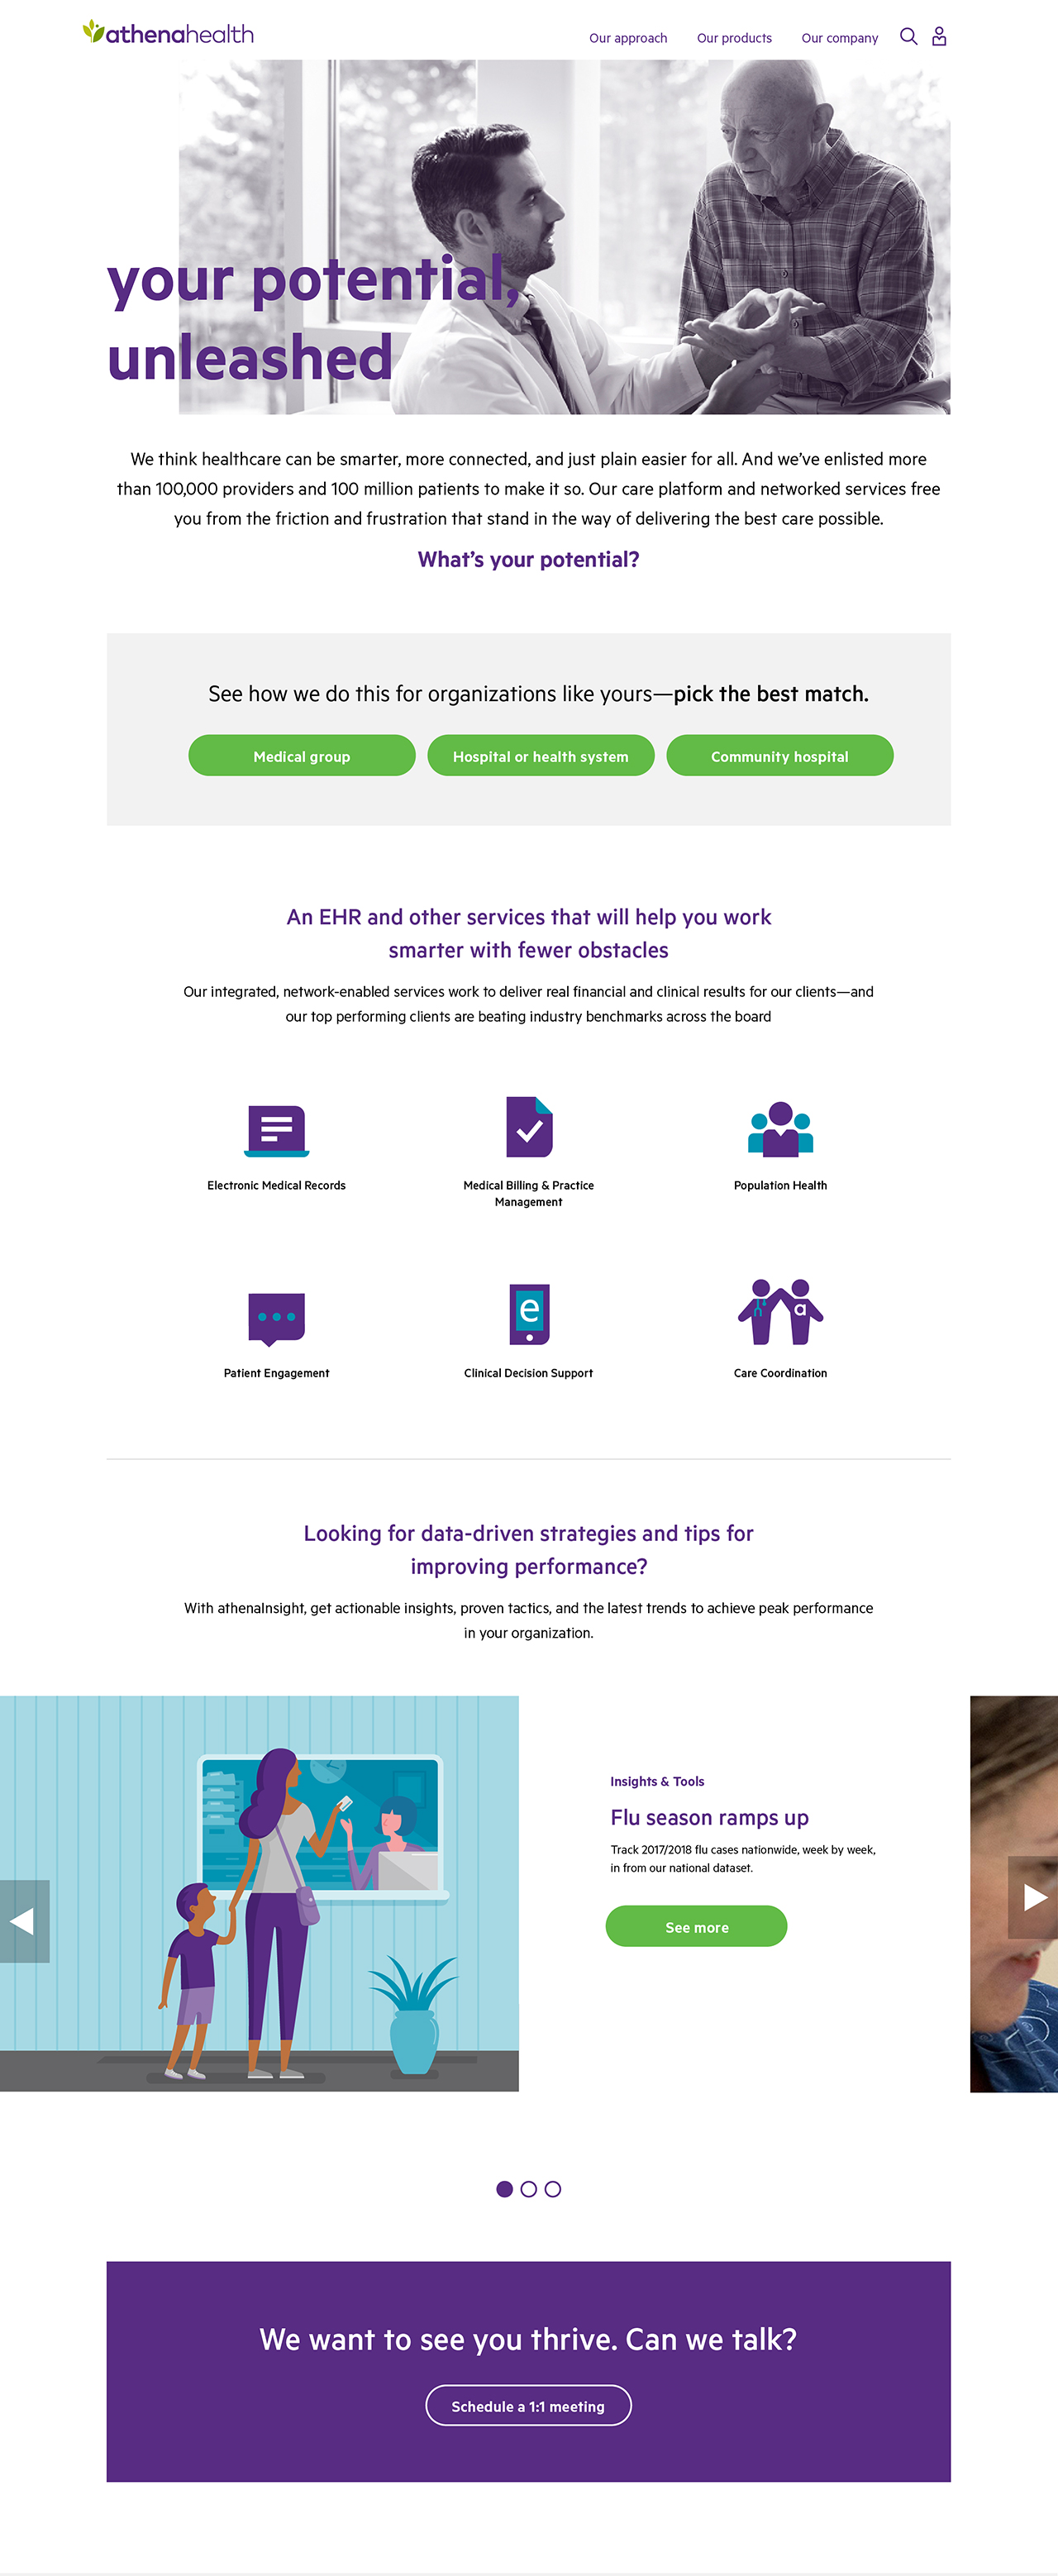 athenahealth
Our approach
Our products
Our company
your potential,
unleashed
We think healthcare can be smarter, more connected, and just plain easier for all. And we’ve enlisted more
than 100,000 providers and 100 million patients to make it so. Our care platform and networked services free
you from the friction and frustration that stand in the way of delivering the best care possible.
What’s your potential?
See how we do this for organizations like yours—pick the best match.
Medical group
Hospital or health system
Community hospital
An EHR and other services that will help you work
smarter with fewer obstacles
Our integrated, network-enabled services work to deliver real financial and clinical results for our clients—and
our top performing clients are beating industry benchmarks across the board
Electronic Medical Records
Medical Billing & Practice
Management
Population Health
e
a
Patient Engagement
Clinical Decision Support
Care Coordination
Looking for data-driven strategies and tips for
improving performance?
With athenaInsight, get actionable insights, proven tactics, and the latest trends to achieve peak performance
in your organization.
Insights & Tools
Flu season ramps up
Track 2017/2018 flu cases nationwide, week by week,
in from our national dataset.
See more
We want to see you thrive. Can we talk?
Schedule a 1:1 meeting